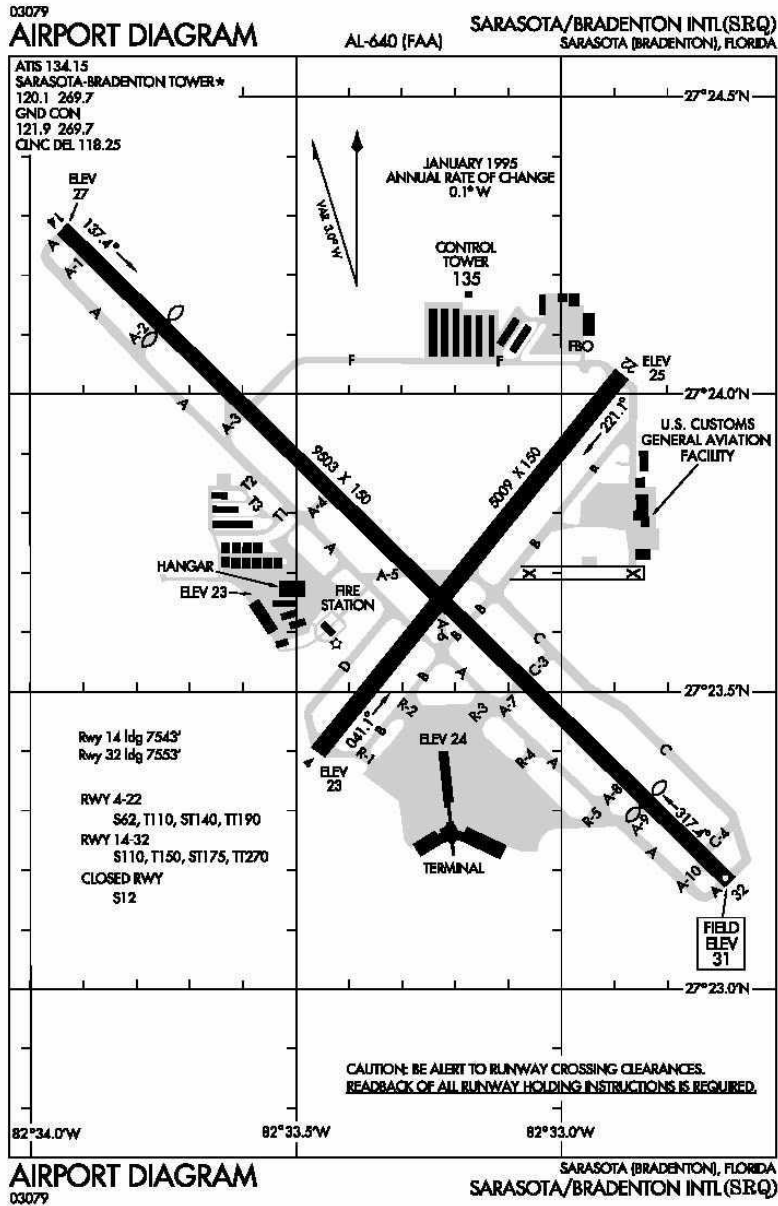 03079
AIRPORT DIAGRAM
AL-640 (FAA)
SARASOTA/BRADENTON INTL(SRQ)
SARASOTA (BRADENTON), FLORIDA
ATIS 134.15
SARASOTA-BRADENTON TOWER★
120.1 269.7
GND CON
121.9 269.7
CLNC DEL 118.25
27°24.5'N
JANUARY 1995
ANNUAL RATE OF CHANGE
0.1° W
VAR 3.0° W
ELEV
27
14
137.4°
A
A-1
A
A-2
A
A-3
CONTROL
TOWER
135
FBO
F
F
22
ELEV
25
27°24.0'N
221.1°
U.S. CUSTOMS
GENERAL AVIATION
FACILITY
9503 X 150
5009 X 150
B
B
T2
T3
T1
A-4
A
A-5
HANGAR
ELEV 23
FIRE
STATION
X
X
A-6
B
B
C
C-3
D
B
A
27°23.5'N
041.1°
R-2
R-3
A-7
B
R-1
4
ELEV
23
ELEV 24
R-4
A
C
Rwy 14 ldg 7543'
Rwy 32 ldg 7553'
RWY 4-22
S62, T110, ST140, TT190
RWY 14-32
S110, T150, ST175, TT270
CLOSED RWY
S12
TERMINAL
R-5
A-8
A-9
317.4°
C-4
A
A-10
A
32
FIELD
ELEV
31
27°23.0'N
CAUTION: BE ALERT TO RUNWAY CROSSING CLEARANCES.
READBACK OF ALL RUNWAY HOLDING INSTRUCTIONS IS REQUIRED.
82°34.0'W
82°33.5'W
82°33.0'W
AIRPORT DIAGRAM
03079
SARASOTA (BRADENTON), FLORIDA
SARASOTA/BRADENTON INTL(SRQ)